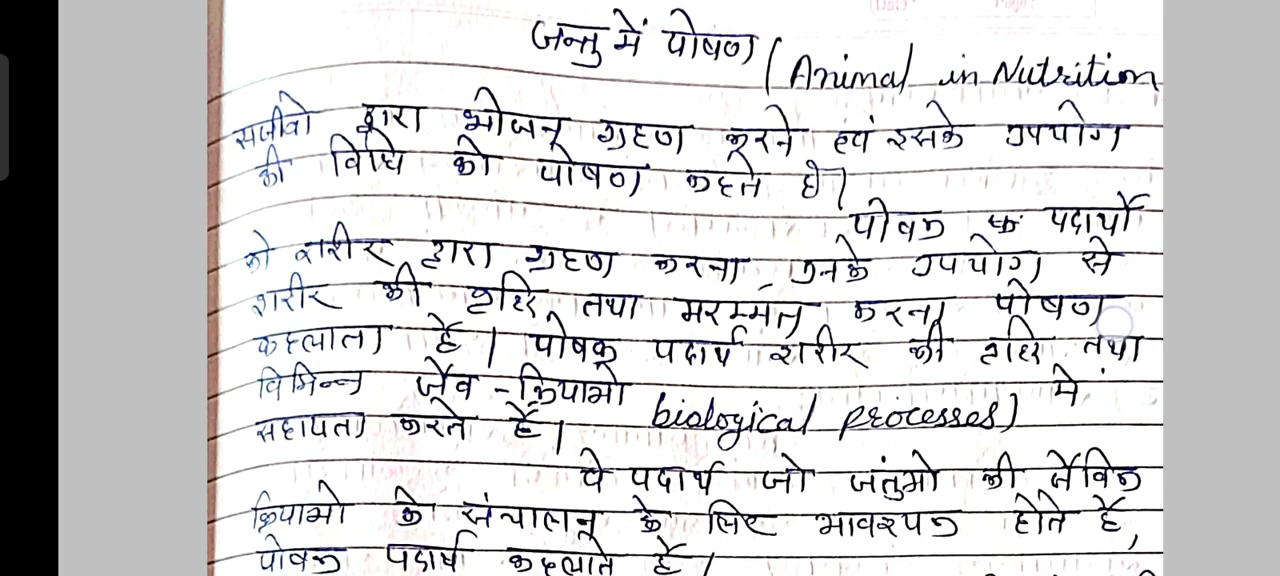 जन्तु में पोषण (Animal in Nutrition
सजीवो द्वारा भोजन ग्रहण करने एवं इसके उपयोग
की विधि को पोषण कहते है।
पोषक पदार्थों
को शरीर द्वारा ग्रहण करना उनके उपयोग से
शरीर की वृद्धि तथा मरम्मत करना पोषण
कहलाता है। पोषक पदार्थ शरीर की वृद्धि तथा
विभिन्न जैव - क्रियाओ biological processes) में
सहायता करते हैं।
वे पदार्थ जो जंतुओ की जैविक
क्रियाओ के संचालन के लिए आवश्यक होते हैं,
पोषक पदार्थ कहलाते हैं।